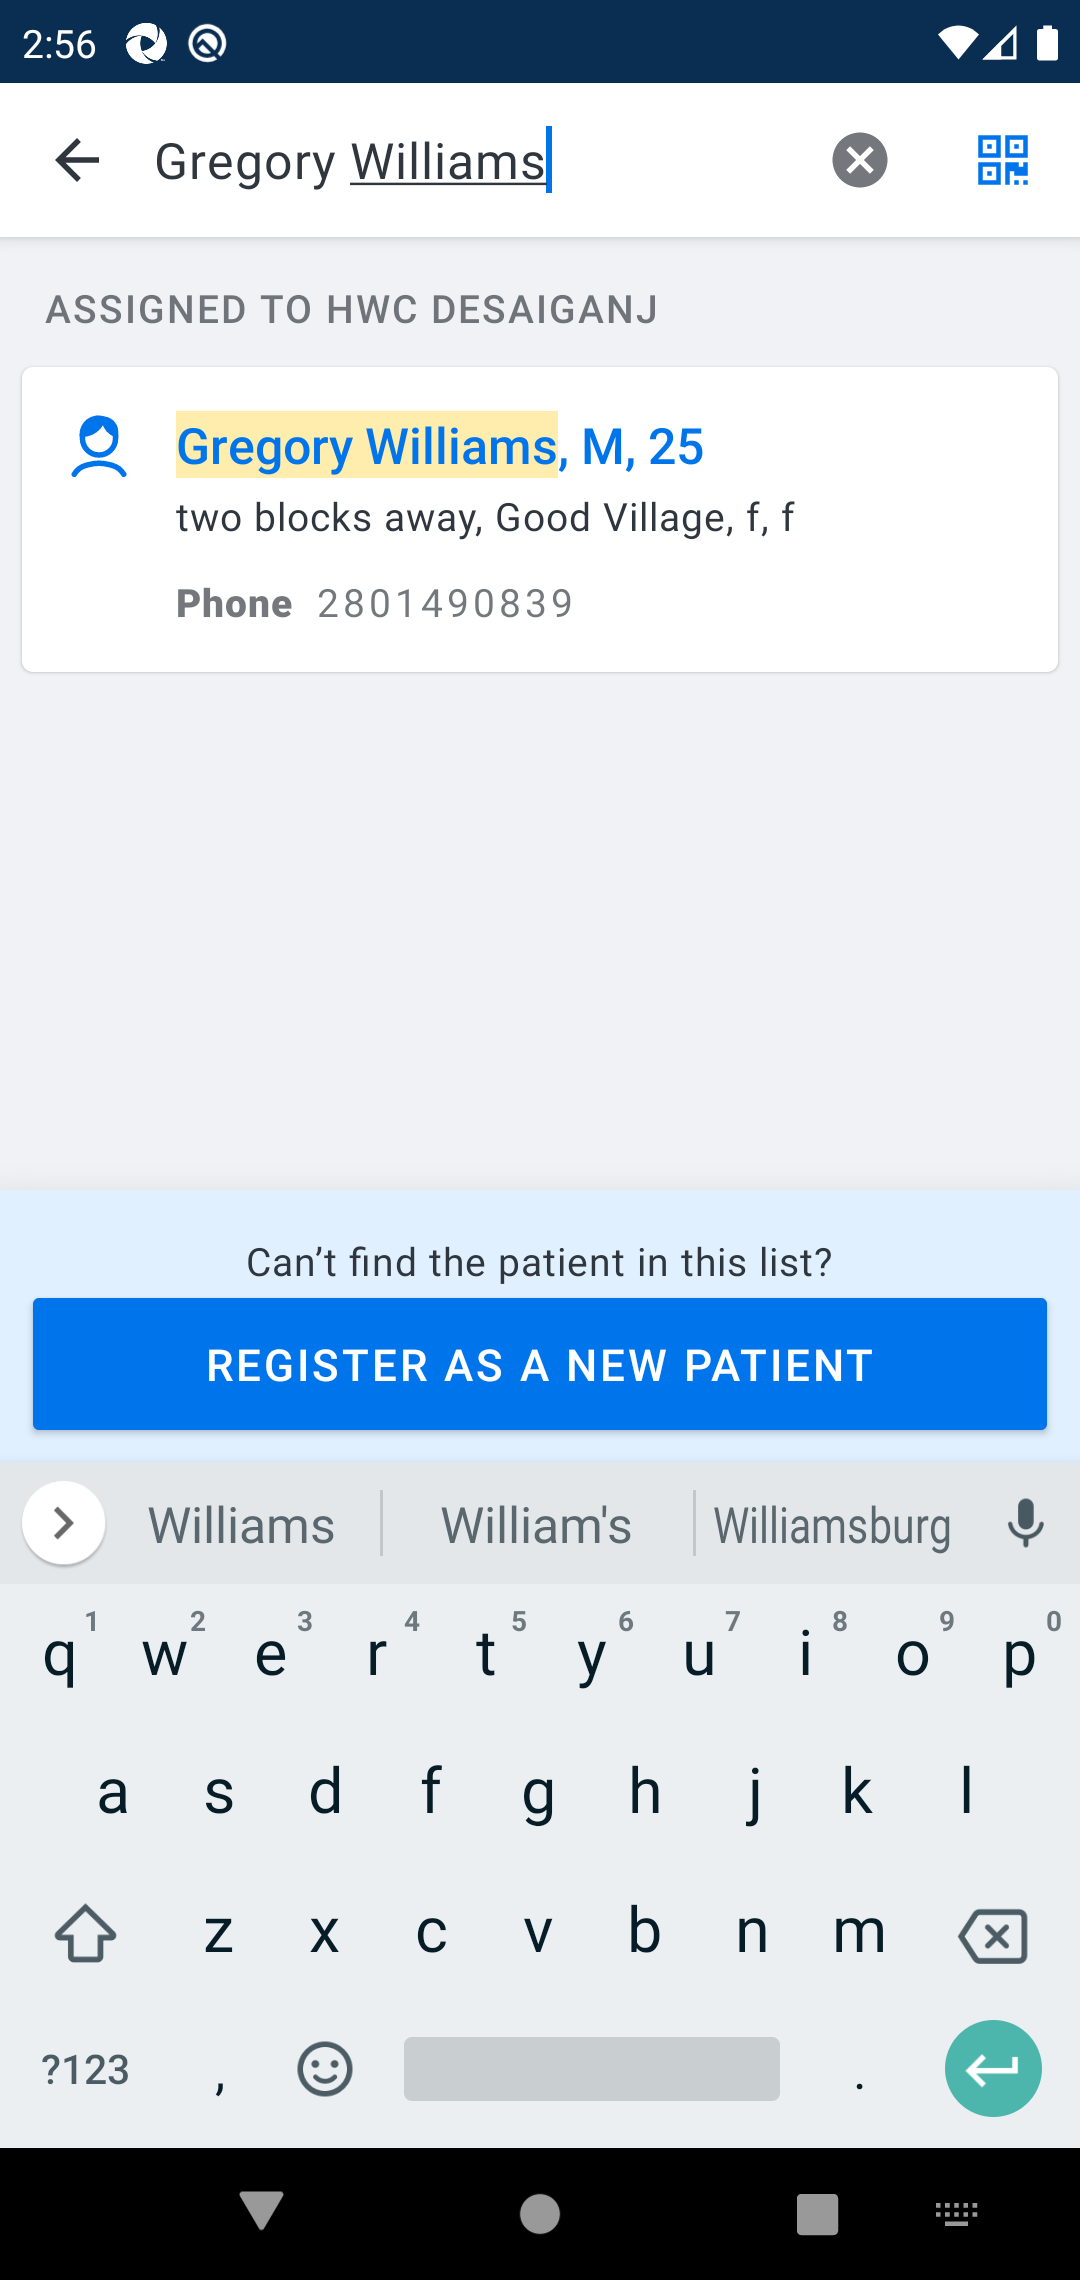 2:56
Gregory Williams
ASSIGNED TO HWC DESAIGANJ
Gregory Williams, M, 25
two blocks away, Good Village, f, f
Phone 2801490839
Can’t find the patient in this list?
REGISTER AS A NEW PATIENT
Williams William's Williamsburg
1 2 3 4 5 6 7 8 9 0
q w e r t y u i o p
a s d f g h j k l
z x c v b n m
?123 , .